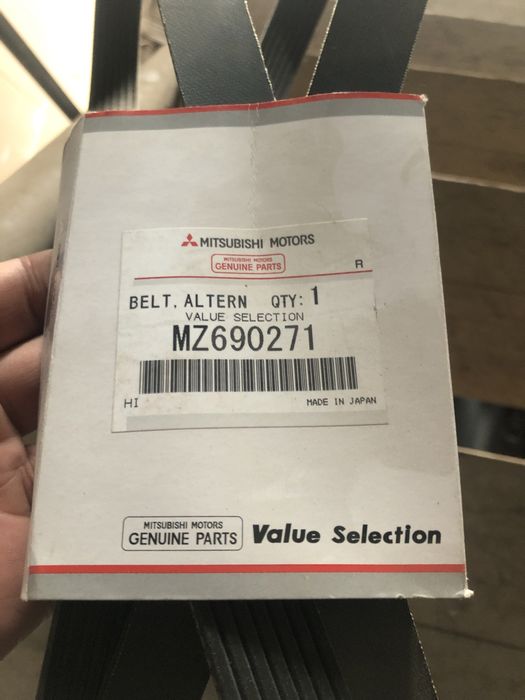 MITSUBISHI MOTORS
MITSUBISHI MOTORS
GENUINE PARTS
R
BELT, ALTERN QTY: 1
VALUE SELECTION
MZ690271
HI MADE IN JAPAN
MITSUBISHI MOTORS
GENUINE PARTS
Value Selection